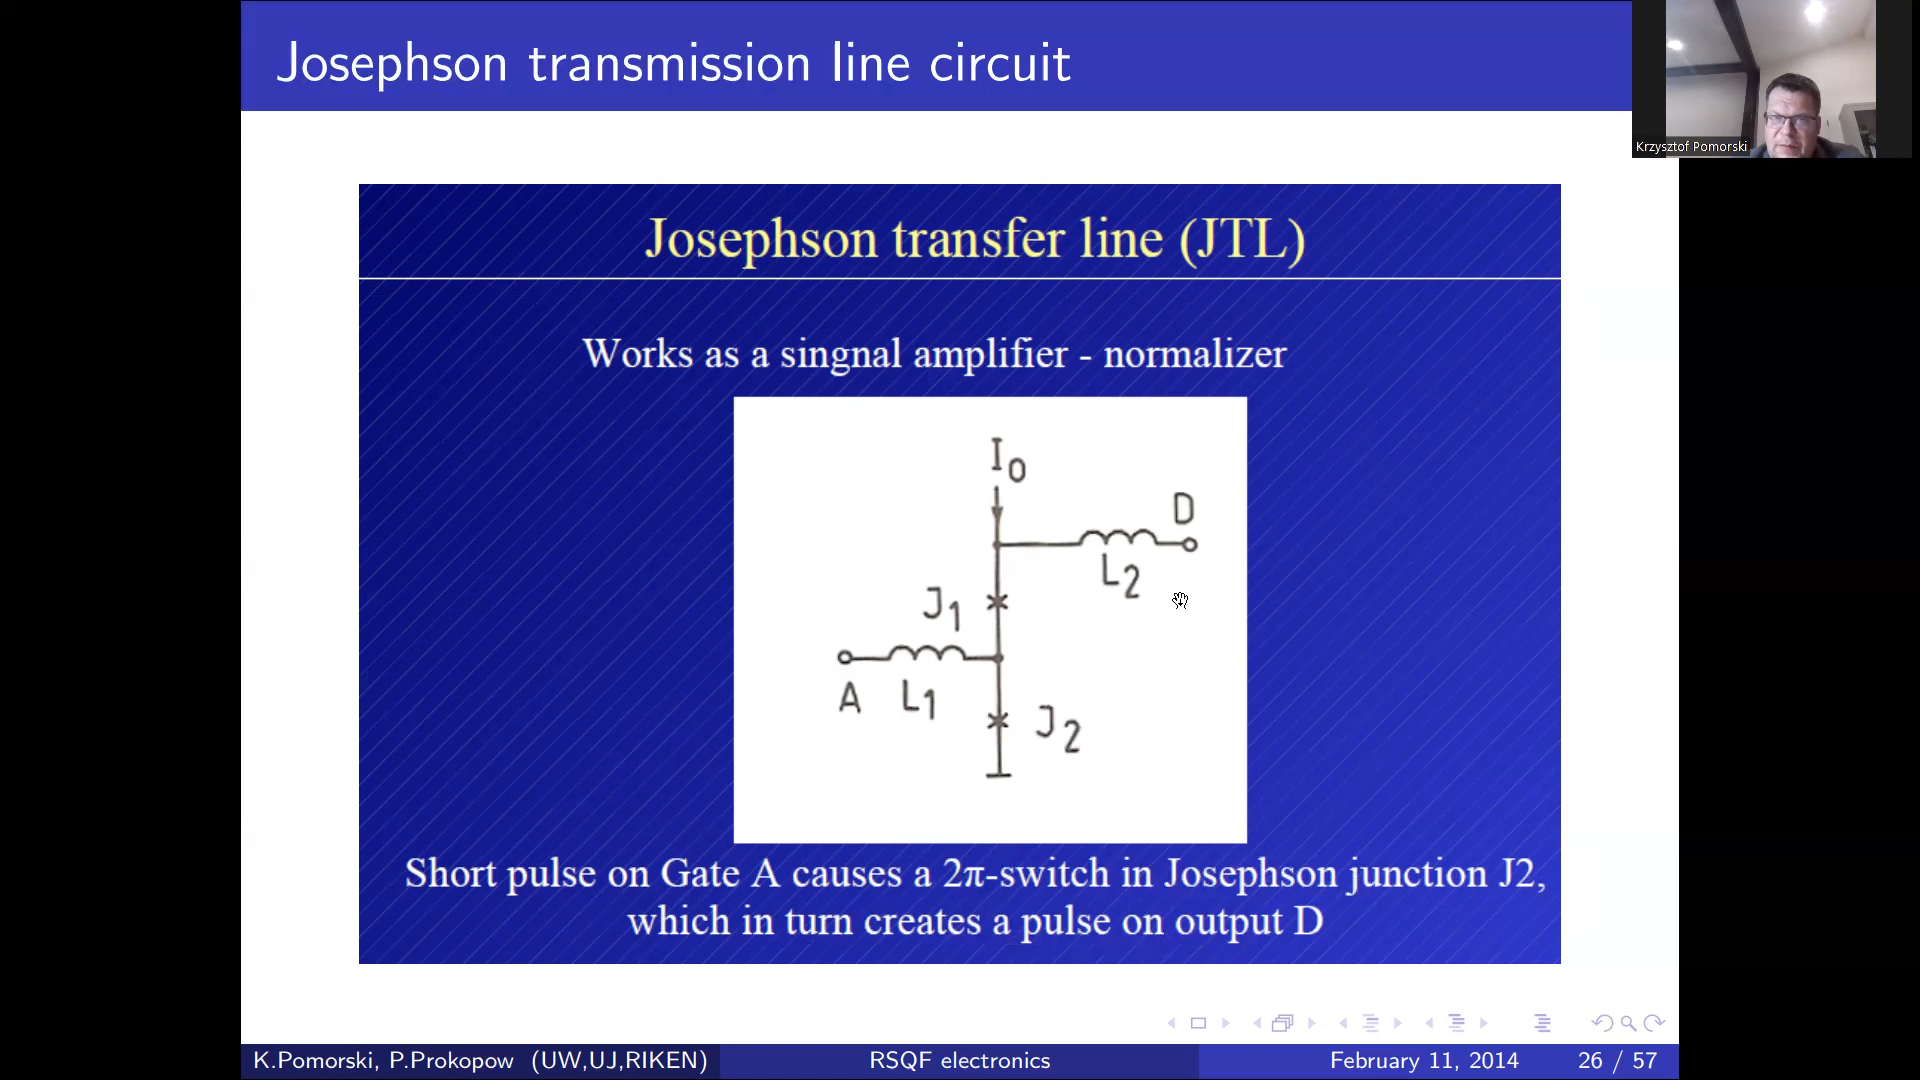 Josephson transmission line circuit
Krzysztof Pomorski
Josephson transfer line (JTL)
Works as a singnal amplifier - normalizer
I0
D
L2
J1
A L1
J2
Short pulse on Gate A causes a 2π-switch in Josephson junction J2,
which in turn creates a pulse on output D
K.Pomorski, P.Prokopow (UW,UJ,RIKEN) RSQF electronics February 11, 2014 26 / 57